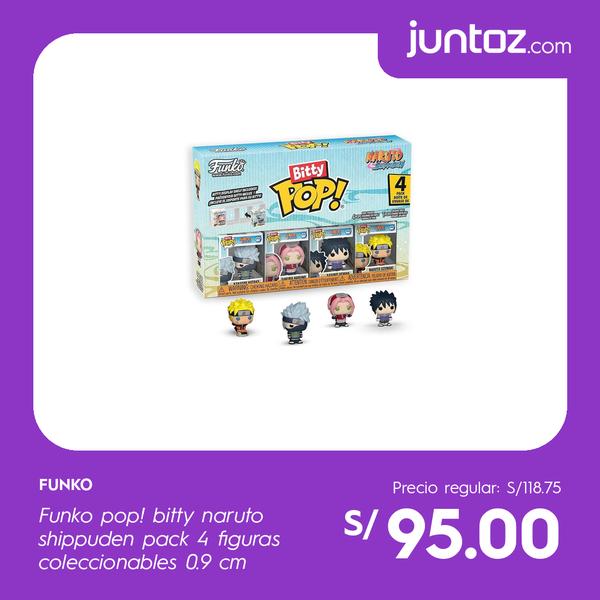 juntoz.com
Funko
Bitty
POP!
NARUTO
4
PACK
FUNKO
Funko pop! bitty naruto
shippuden pack 4 figuras
coleccionables 0.9 cm
Precio regular: S/118.75
S/95.00